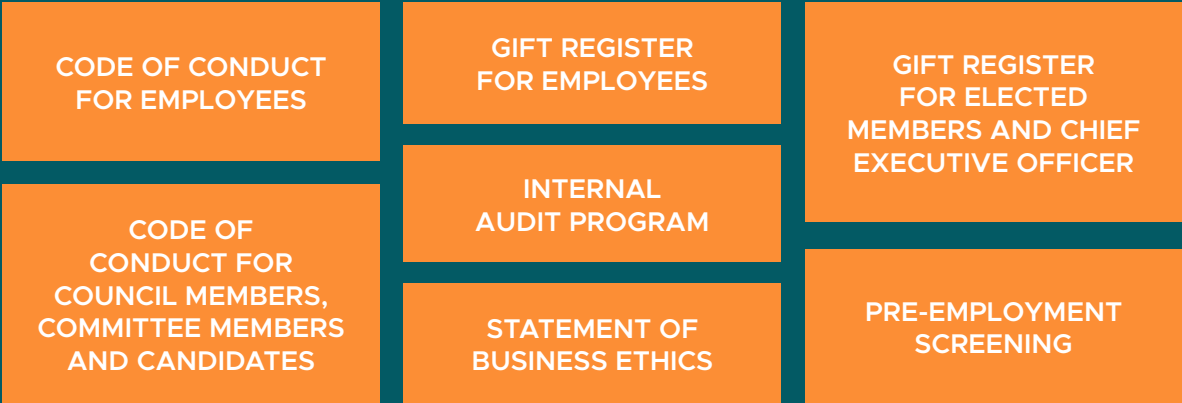 CODE OF CONDUCT
FOR EMPLOYEES
CODE OF
CONDUCT FOR
COUNCIL MEMBERS,
COMMITTEE MEMBERS
AND CANDIDATES
GIFT REGISTER
FOR EMPLOYEES
INTERNAL
AUDIT PROGRAM
STATEMENT OF
BUSINESS ETHICS
GIFT REGISTER
FOR ELECTED
MEMBERS AND CHIEF
EXECUTIVE OFFICER
PRE-EMPLOYMENT
SCREENING